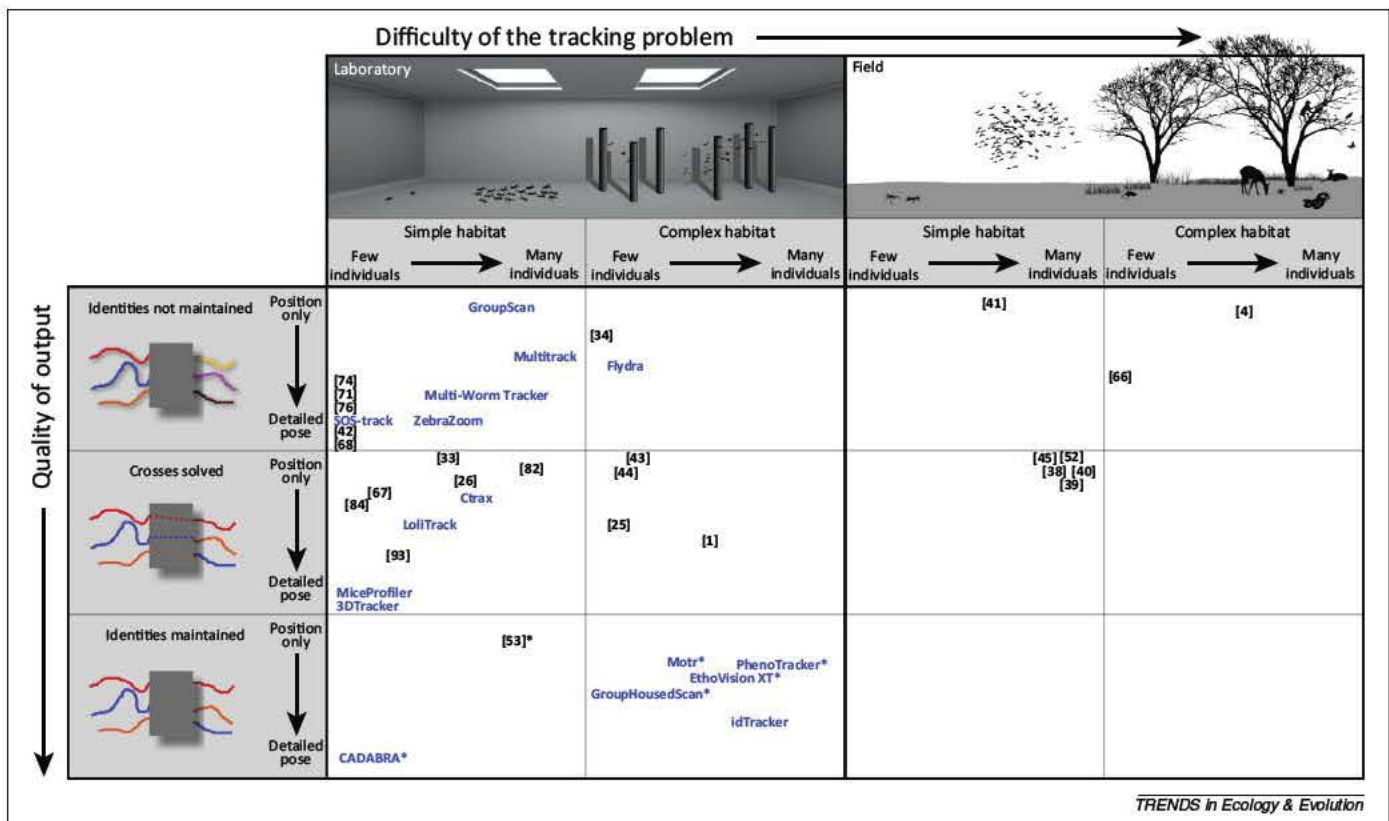 Difficulty of the tracking problem
Laboratory
Field
Simple habitat
Complex habitat
Simple habitat
Complex habitat
Few individuals
Many individuals
Few individuals
Many individuals
Few individuals
Many individuals
Few individuals
Many individuals
Quality of output
Identities not maintained
Position only
Detailed pose
GroupScan
Multitrack
[74]
[71]
Multi-Worm Tracker
[76]
SOS-track
ZebraZoom
[42]
[68]
[34]
Flydra
[41]
[4]
[66]
Crosses solved
Position only
Detailed pose
[33]
[82]
[26]
[67]
Ctrax
[84]
LoliTrack
[93]
MiceProfiler
3DTracker
[43]
[44]
[25]
[1]
[45] [52]
[38] [40]
[39]
Identities maintained
Position only
Detailed pose
[53]*
CADABRA*
Motr*
PhenoTracker*
EthoVision XT*
GroupHousedScan*
idTracker
TRENDS in Ecology & Evolution